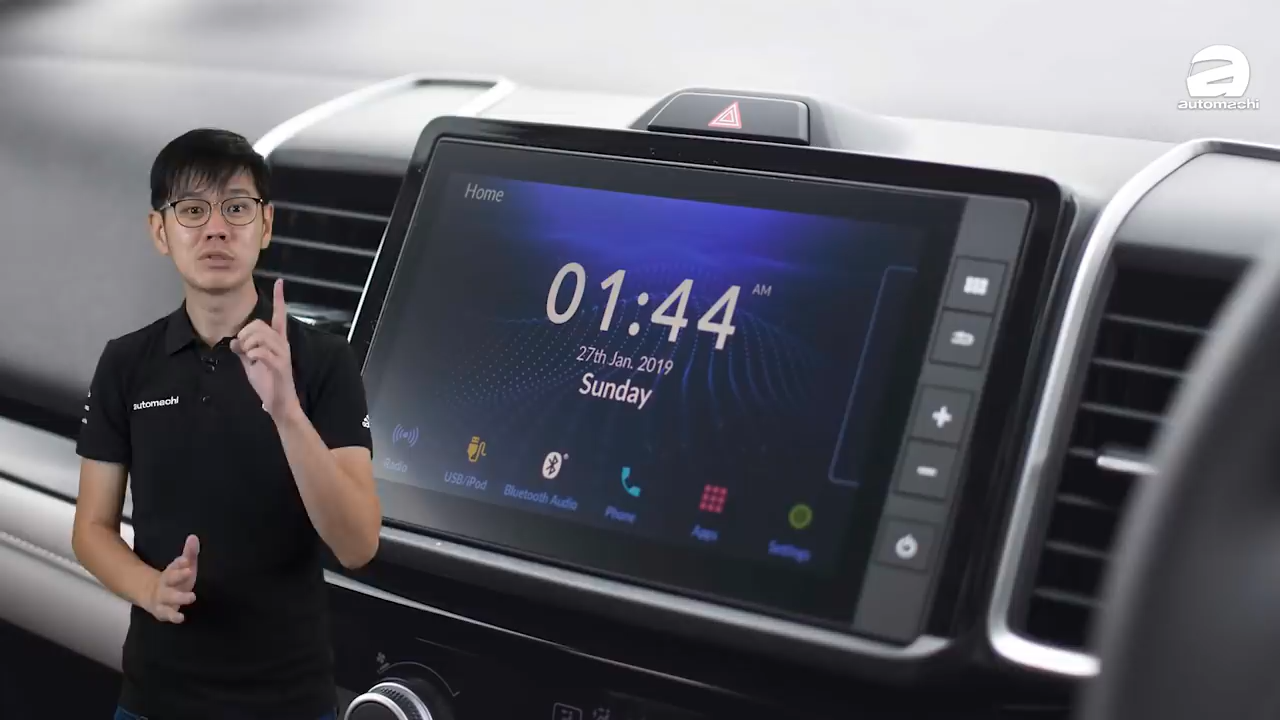 automachi
Home
01:44 AM
27th Jan. 2019
Sunday
automachi
Radio
USB/iPod
Bluetooth Audio
Phone
Apps
Settings